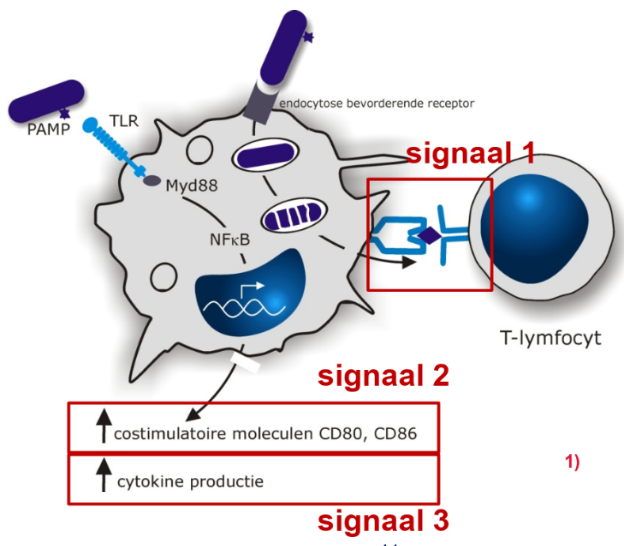 endocytose bevorderende receptor
PAMP
TLR
signaal 1
Myd88
NFκB
T-lymfocyt
signaal 2
costimulatoire moleculen CD80, CD86
cytokine productie
1)
signaal 3